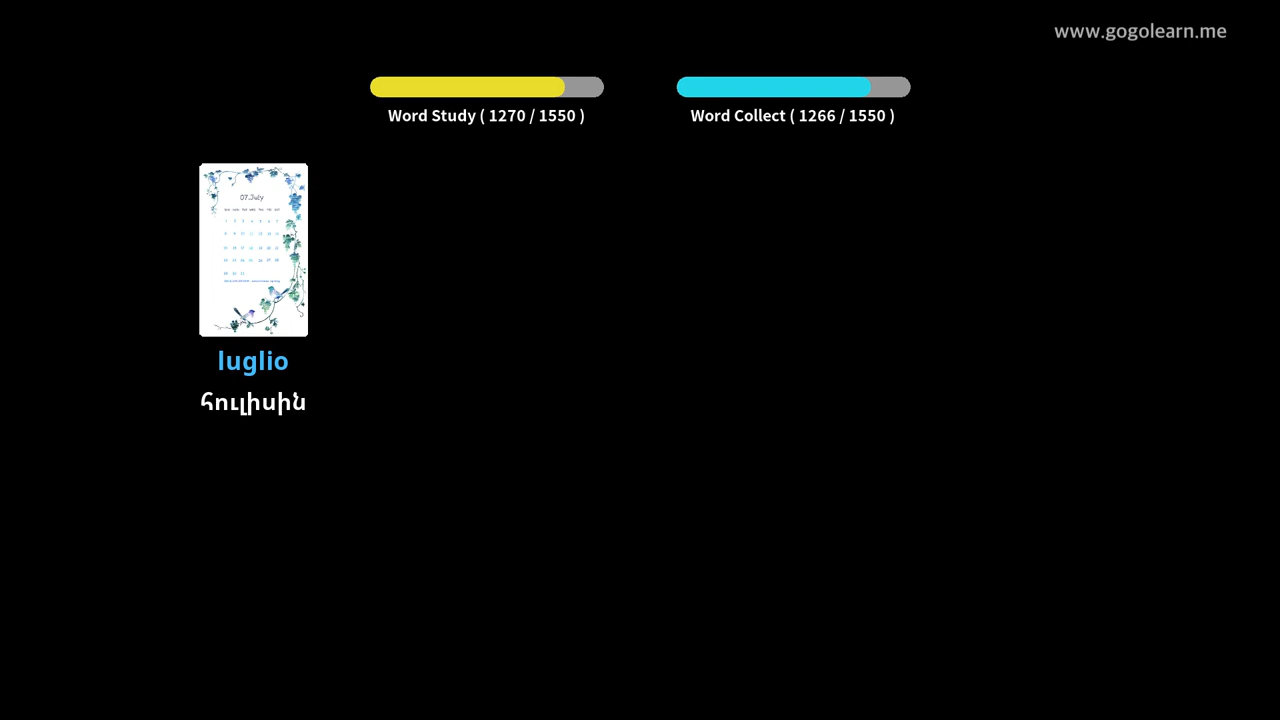 www.gogolearn.me
Word Study ( 1270 / 1550 )
Word Collect ( 1266 / 1550 )
07.July
luglio
հուլիսին